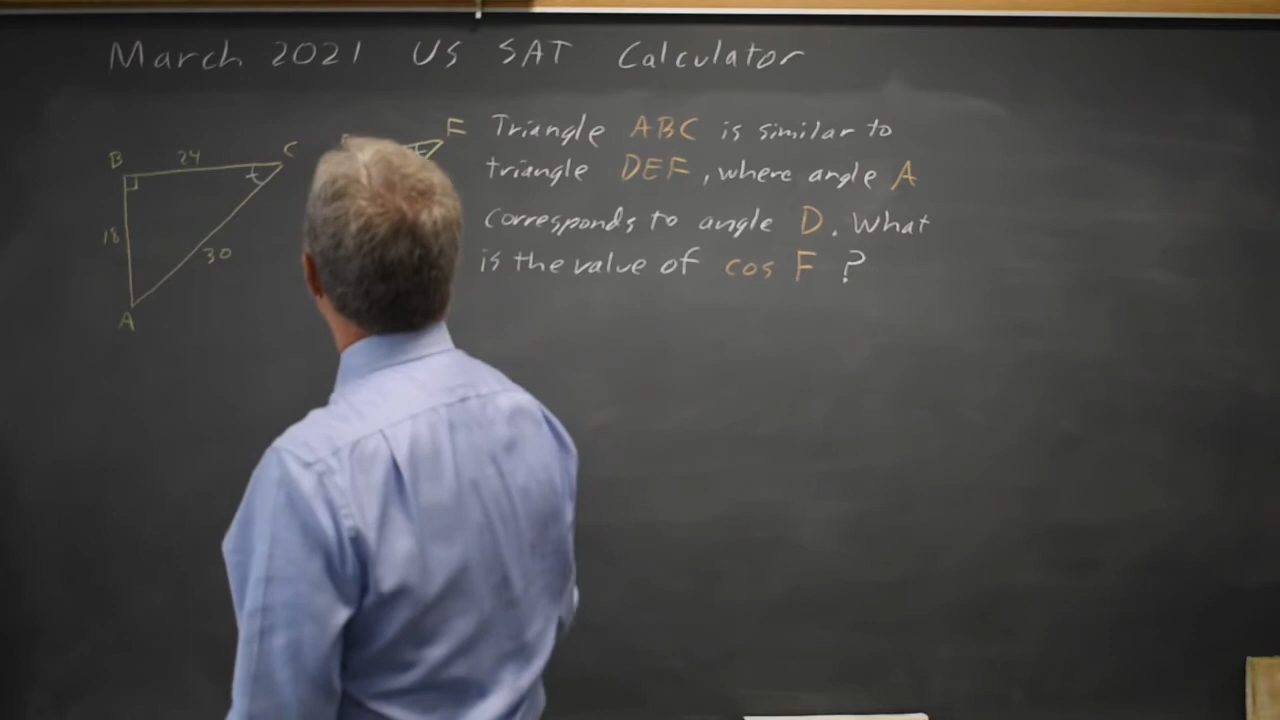 March 2021 US SAT Calculator
B 24 C
18
30
A
F
Triangle ABC is similar to
triangle DEF, where angle A
corresponds to angle D. What
is the value of cos F ?